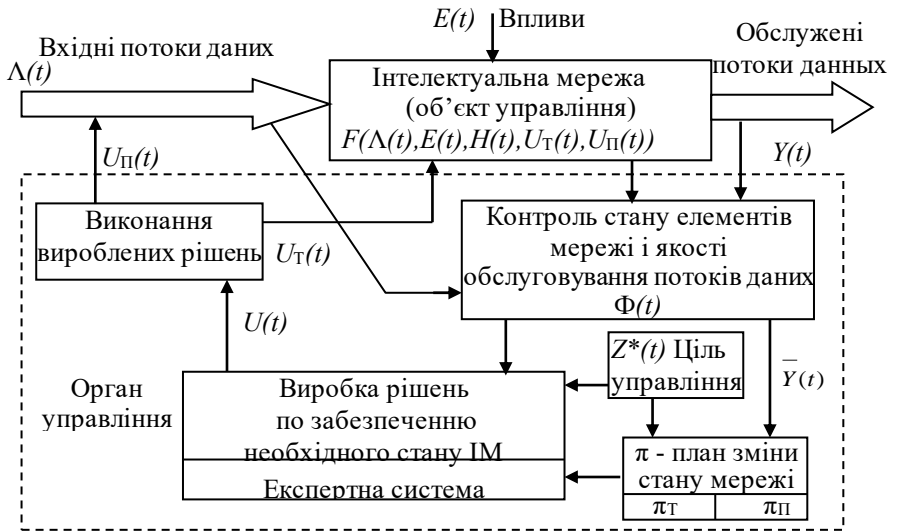 E(t) Впливи
Вхідні потоки даних
Λ(t)
Обслужені
потоки данных
Інтелектуальна мережа
(об’єкт управління)
F(Λ(t),E(t),H(t),UТ(t),UП(t))
UП(t)
Y(t)
Виконання
вироблених рішень
UТ(t)
Контроль стану елементів
мережі і якості
обслуговування потоків даних
Ф(t)
U(t)
Z*(t) Ціль
управління
Y̅(t)
Орган
управління
Виробка рішень
по забезпеченню
необхідного стану ІМ
Експертна система
π - план зміни
стану мережі
πТ πП